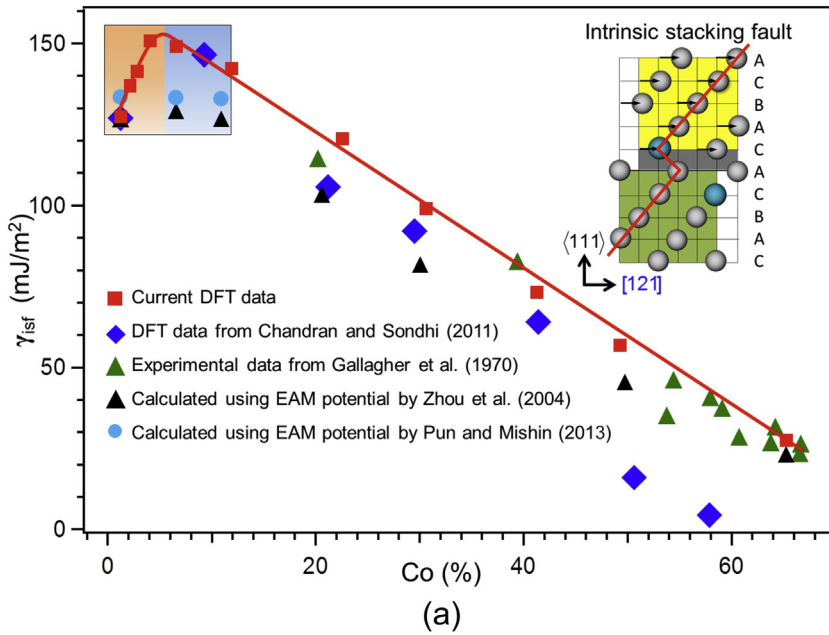 150
100
50
0
γisf (mJ/m²)
0
20
40
60
Co (%)
Current DFT data
DFT data from Chandran and Sondhi (2011)
Experimental data from Gallagher et al. (1970)
Calculated using EAM potential by Zhou et al. (2004)
Calculated using EAM potential by Pun and Mishin (2013)
Intrinsic stacking fault
A
C
B
A
C
A
C
B
A
C
⟨111⟩
[121]
(a)